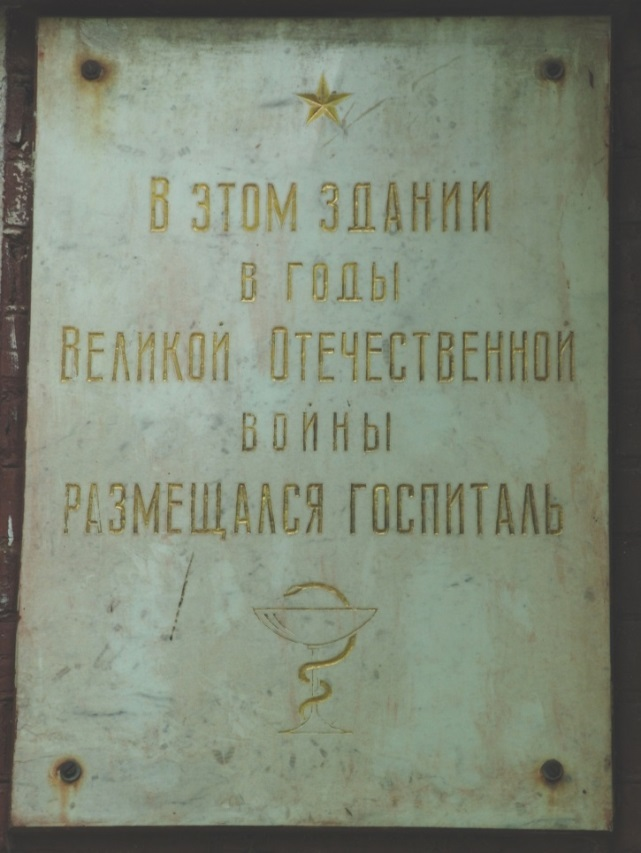 В ЭТОМ ЗДАНИИ
В ГОДЫ
ВЕЛИКОЙ ОТЕЧЕСТВЕННОЙ
ВОЙНЫ
РАЗМЕЩАЛСЯ ГОСПИТАЛЬ